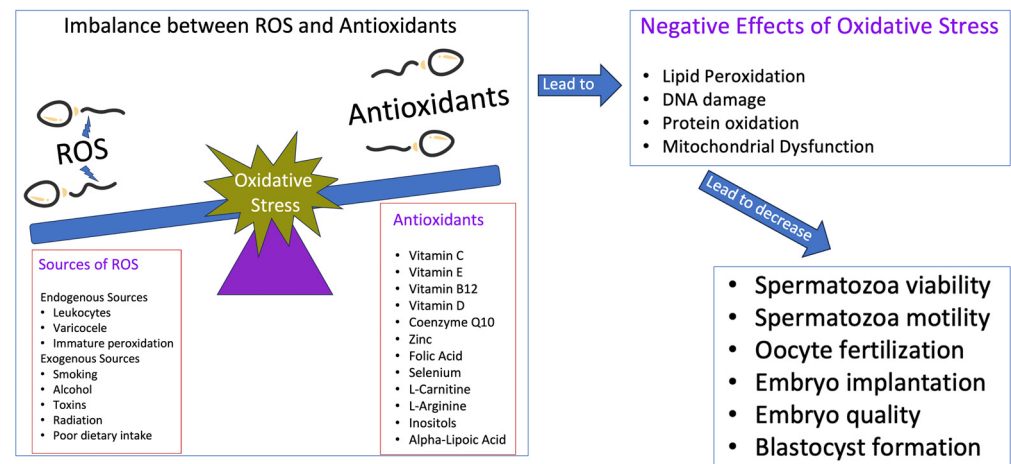 Imbalance between ROS and Antioxidants
Antioxidants
ROS
Oxidative
Stress
Sources of ROS
Endogenous Sources
• Leukocytes
• Varicocele
• Immature peroxidation
Exogenous Sources
• Smoking
• Alcohol
• Toxins
• Radiation
• Poor dietary intake
Antioxidants
• Vitamin C
• Vitamin E
• Vitamin B12
• Vitamin D
• Coenzyme Q10
• Zinc
• Folic Acid
• Selenium
• L-Carnitine
• L-Arginine
• Inositols
• Alpha-Lipoic Acid
Lead to
Negative Effects of Oxidative Stress
• Lipid Peroxidation
• DNA damage
• Protein oxidation
• Mitochondrial Dysfunction
Lead to decrease
• Spermatozoa viability
• Spermatozoa motility
• Oocyte fertilization
• Embryo implantation
• Embryo quality
• Blastocyst formation